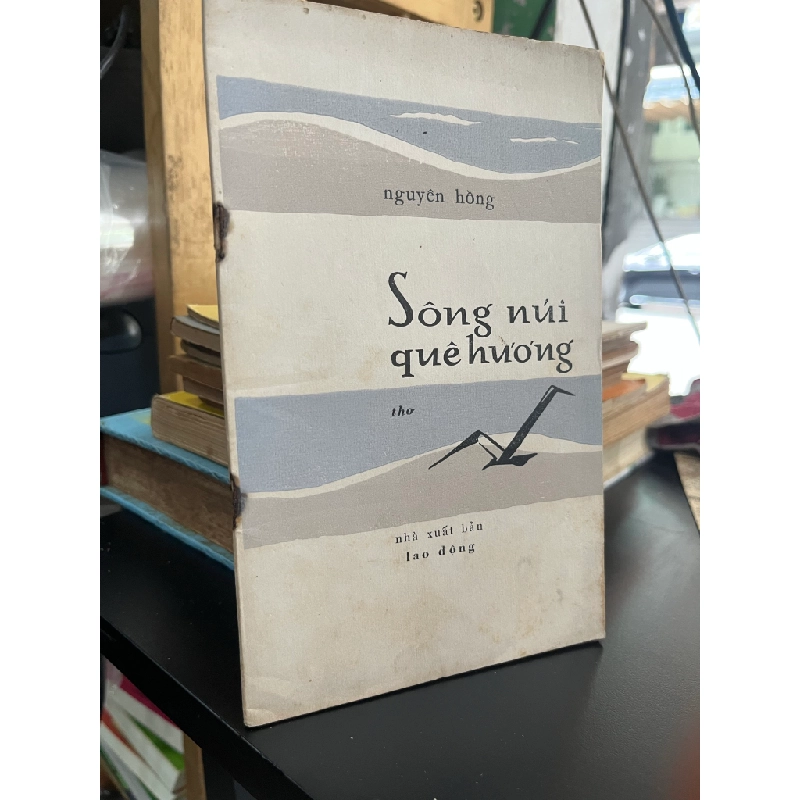 nguyên hồng
Sông núi
quê hương
thơ
nhà xuất bản
lao động